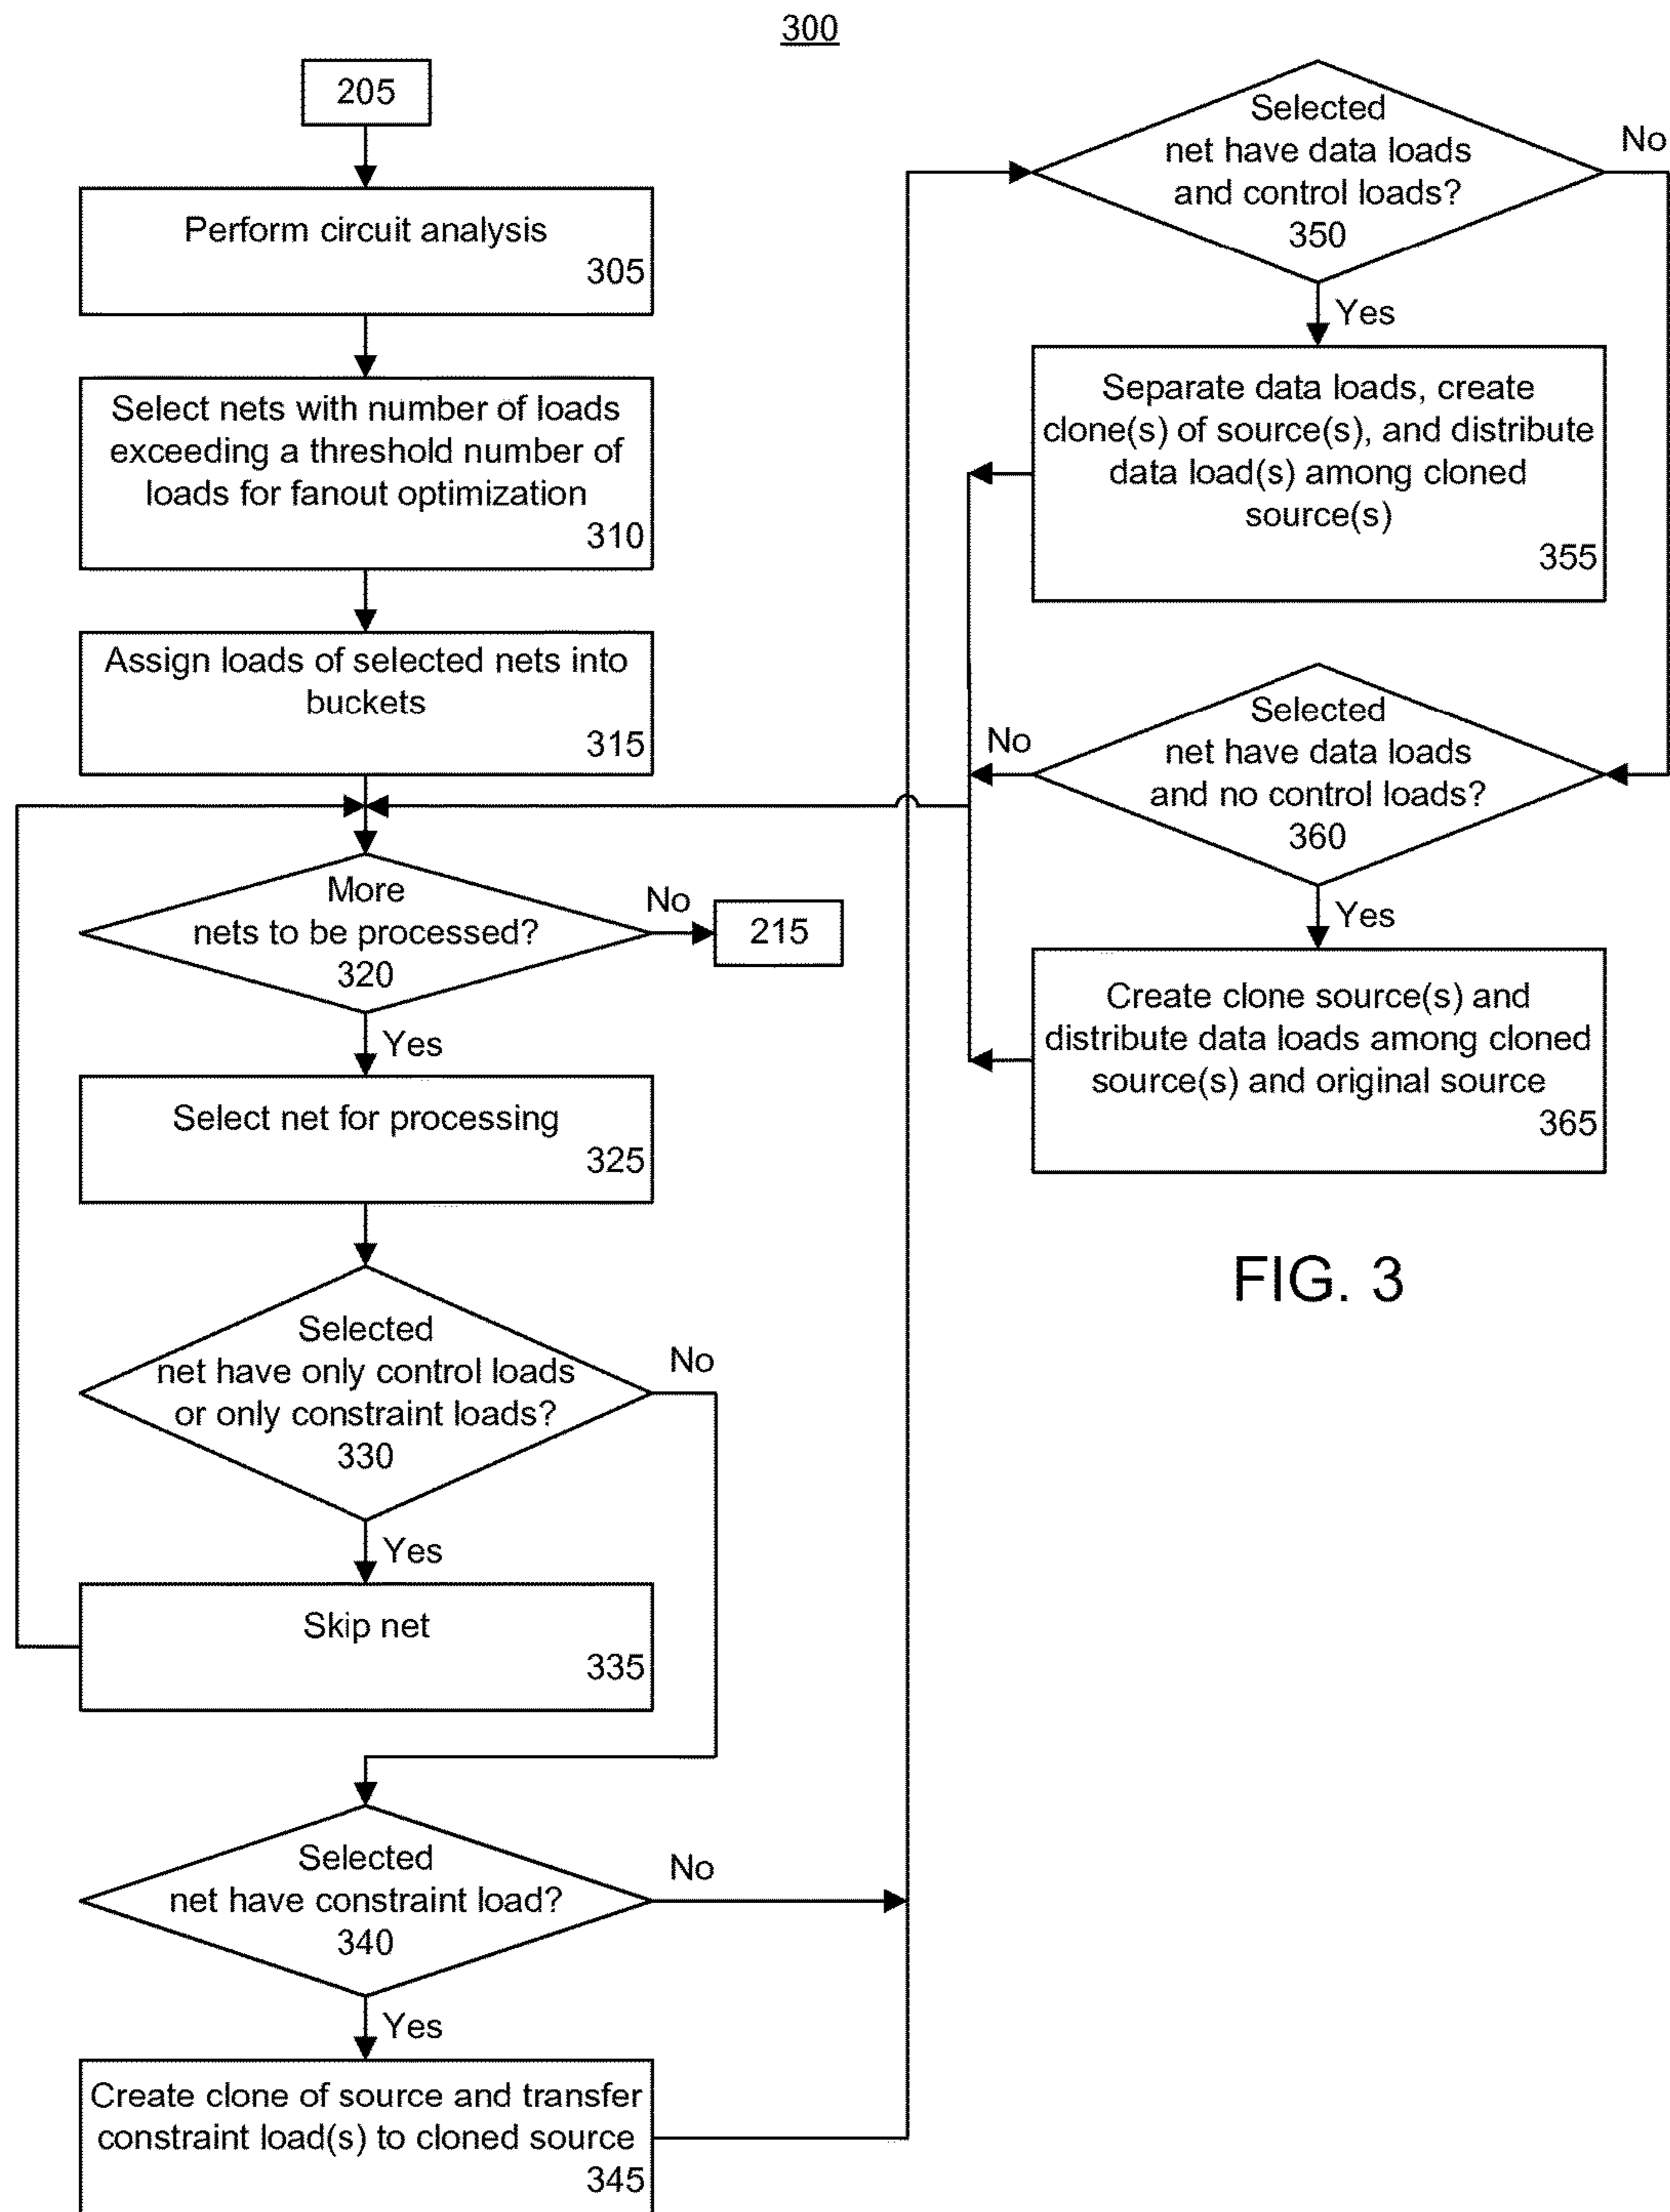 300
205
Perform circuit analysis
305
Select nets with number of loads
exceeding a threshold number of
loads for fanout optimization
310
Assign loads of selected nets into
buckets
315
More
nets to be processed?
320
No
215
Yes
Select net for processing
325
Selected
net have only control loads
or only constraint loads?
330
No
Yes
Skip net
335
Selected
net have constraint load?
340
No
Yes
Create clone of source and transfer
constraint load(s) to cloned source
345
Selected
net have data loads
and control loads?
350
No
Yes
Separate data loads, create
clone(s) of source(s), and distribute
data load(s) among cloned
source(s)
355
Selected
net have data loads
and no control loads?
360
No
Yes
Create clone source(s) and
distribute data loads among cloned
source(s) and original source
365
FIG. 3